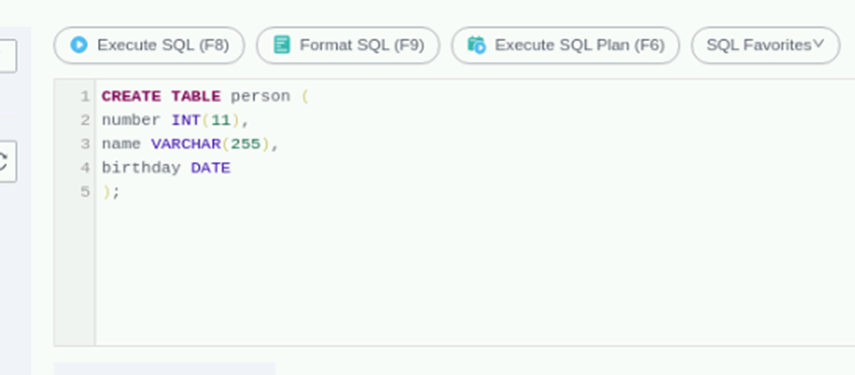 Execute SQL (F8) Format SQL (F9) Execute SQL Plan (F6) SQL Favorites
1 CREATE TABLE person (
2 number INT(11),
3 name VARCHAR(255),
4 birthday DATE
5 );